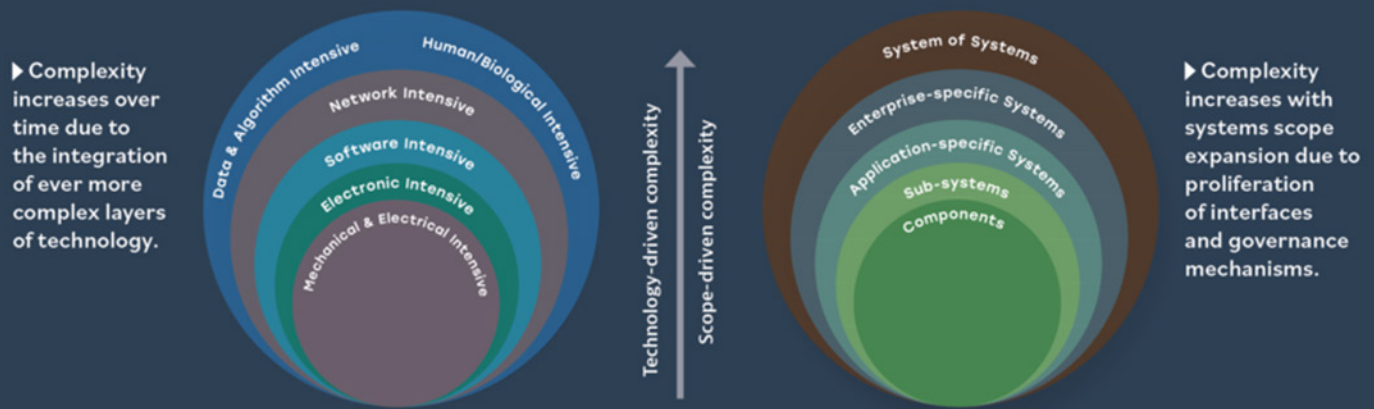 ▶ Complexity
increases over
time due to
the integration
of ever more
complex layers
of technology.
Data & Algorithm Intensive
Human/Biological Intensive
Network Intensive
Software Intensive
Electronic Intensive
Mechanical & Electrical Intensive
Technology-driven complexity
Scope-driven complexity
System of Systems
Enterprise-specific Systems
Application-specific Systems
Sub-systems
Components
▶ Complexity
increases with
systems scope
expansion due to
proliferation
of interfaces
and governance
mechanisms.